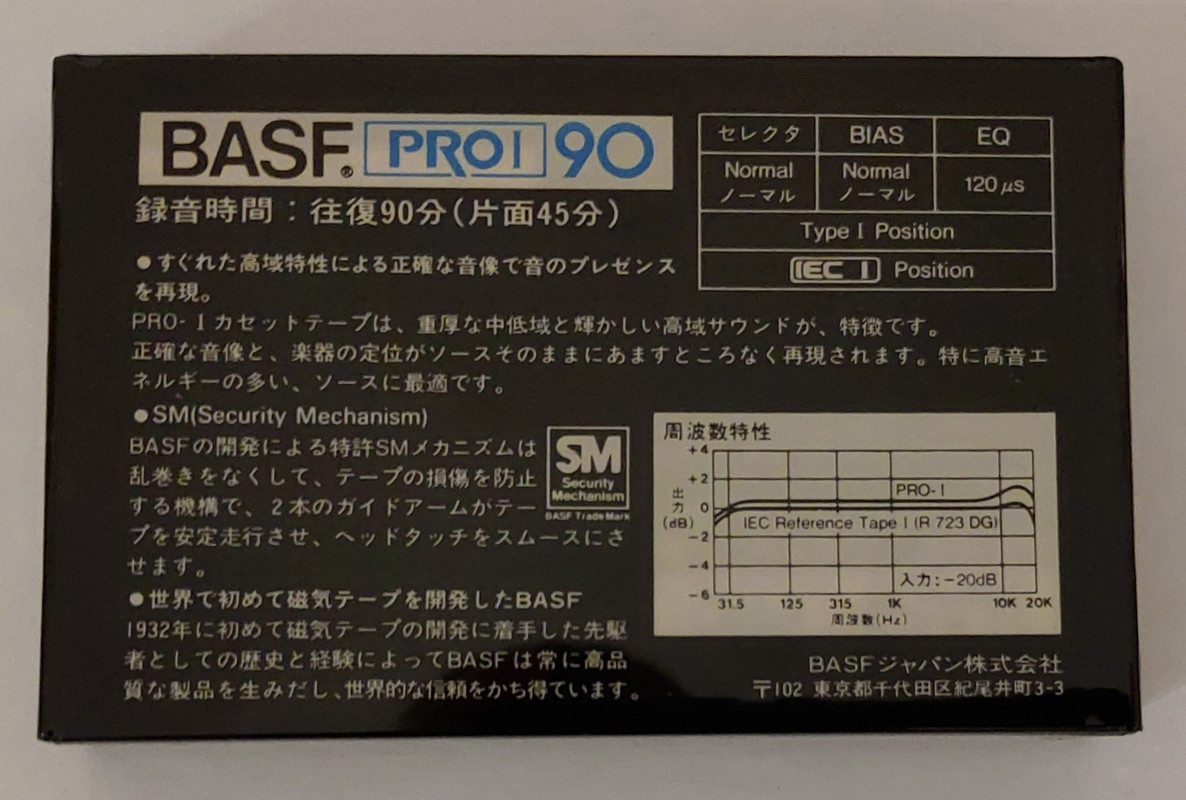 BASF® PRO I 90
録音時間：往復90分(片面45分)
セレクタ BIAS EQ
Normal ノーマル Normal ノーマル 120μs
Type I Position
IEC I Position
●すぐれた高域特性による正確な音像で音のプレゼンス
を再現。
PRO-Iカセットテープは、重厚な中低域と輝かしい高域サウンドが、特徴です。
正確な音像と、楽器の定位がソースそのままにあますところなく再現されます。特に高音エ
ネルギーの多い、ソースに最適です。
●SM(Security Mechanism)
BASFの開発による特許SMメカニズムは
乱巻きをなくして、テープの損傷を防止
する機構で、2本のガイドアームがテー
プを安定走行させ、ヘッドタッチをスムースにさ
せます。
SM
Security
Mechanism
BASF Trade Mark
●世界で初めて磁気テープを開発したBASF
1932年に初めて磁気テープの開発に着手した先駆
者としての歴史と経験によってBASFは常に高品
質な製品を生みだし、世界的な信頼をかち得ています。
周波数特性
+4
+2
0
-2
-4
-6
出力(dB)
PRO-I
IEC Reference Tape I (R 723 DG)
入力:-20dB
31.5 125 315 1K 10K 20K
周波数(Hz)
BASFジャパン株式会社
〒102 東京都千代田区紀尾井町3-3